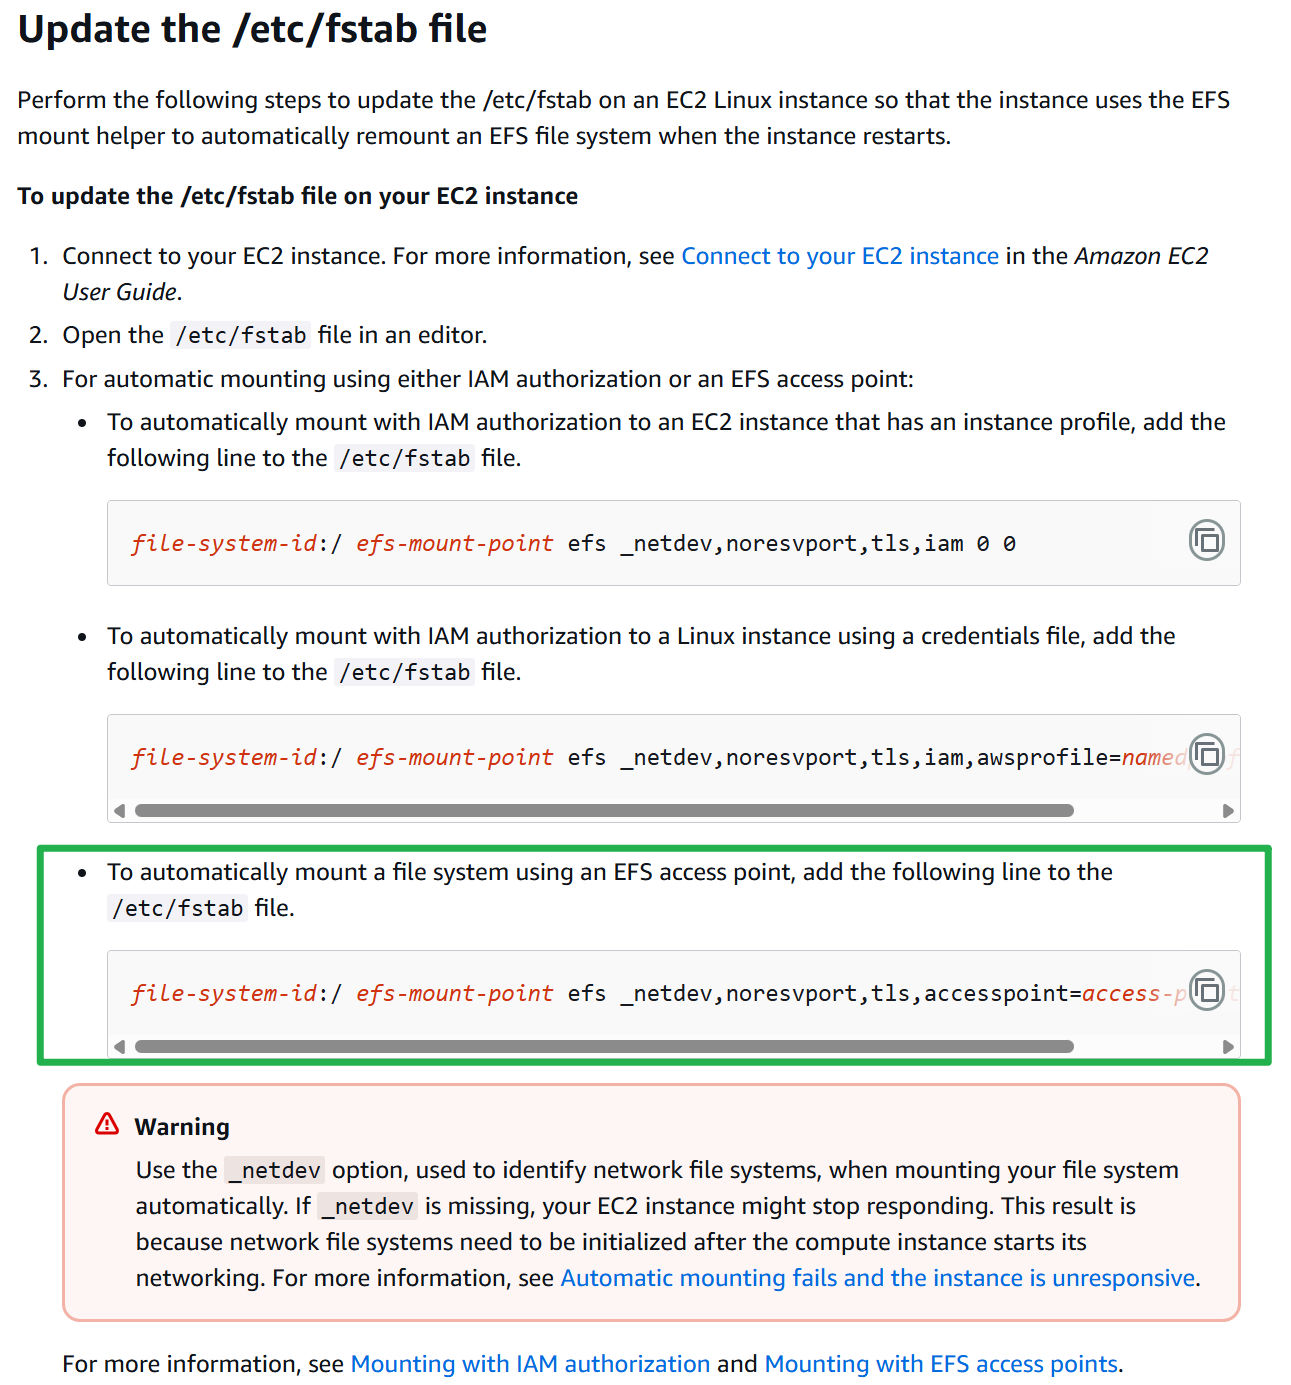 Update the /etc/fstab file
Perform the following steps to update the /etc/fstab on an EC2 Linux instance so that the instance uses the EFS
mount helper to automatically remount an EFS file system when the instance restarts.
To update the /etc/fstab file on your EC2 instance
1. Connect to your EC2 instance. For more information, see Connect to your EC2 instance in the Amazon EC2
User Guide.
2. Open the /etc/fstab file in an editor.
3. For automatic mounting using either IAM authorization or an EFS access point:
• To automatically mount with IAM authorization to an EC2 instance that has an instance profile, add the
following line to the /etc/fstab file.
file-system-id:/ efs-mount-point efs _netdev,noresvport,tls,iam 0 0
• To automatically mount with IAM authorization to a Linux instance using a credentials file, add the
following line to the /etc/fstab file.
file-system-id:/ efs-mount-point efs _netdev,noresvport,tls,iam,awsprofile=named
• To automatically mount a file system using an EFS access point, add the following line to the
/etc/fstab file.
file-system-id:/ efs-mount-point efs _netdev,noresvport,tls,accesspoint=access-p
Warning
Use the _netdev option, used to identify network file systems, when mounting your file system
automatically. If _netdev is missing, your EC2 instance might stop responding. This result is
because network file systems need to be initialized after the compute instance starts its
networking. For more information, see Automatic mounting fails and the instance is unresponsive.
For more information, see Mounting with IAM authorization and Mounting with EFS access points.